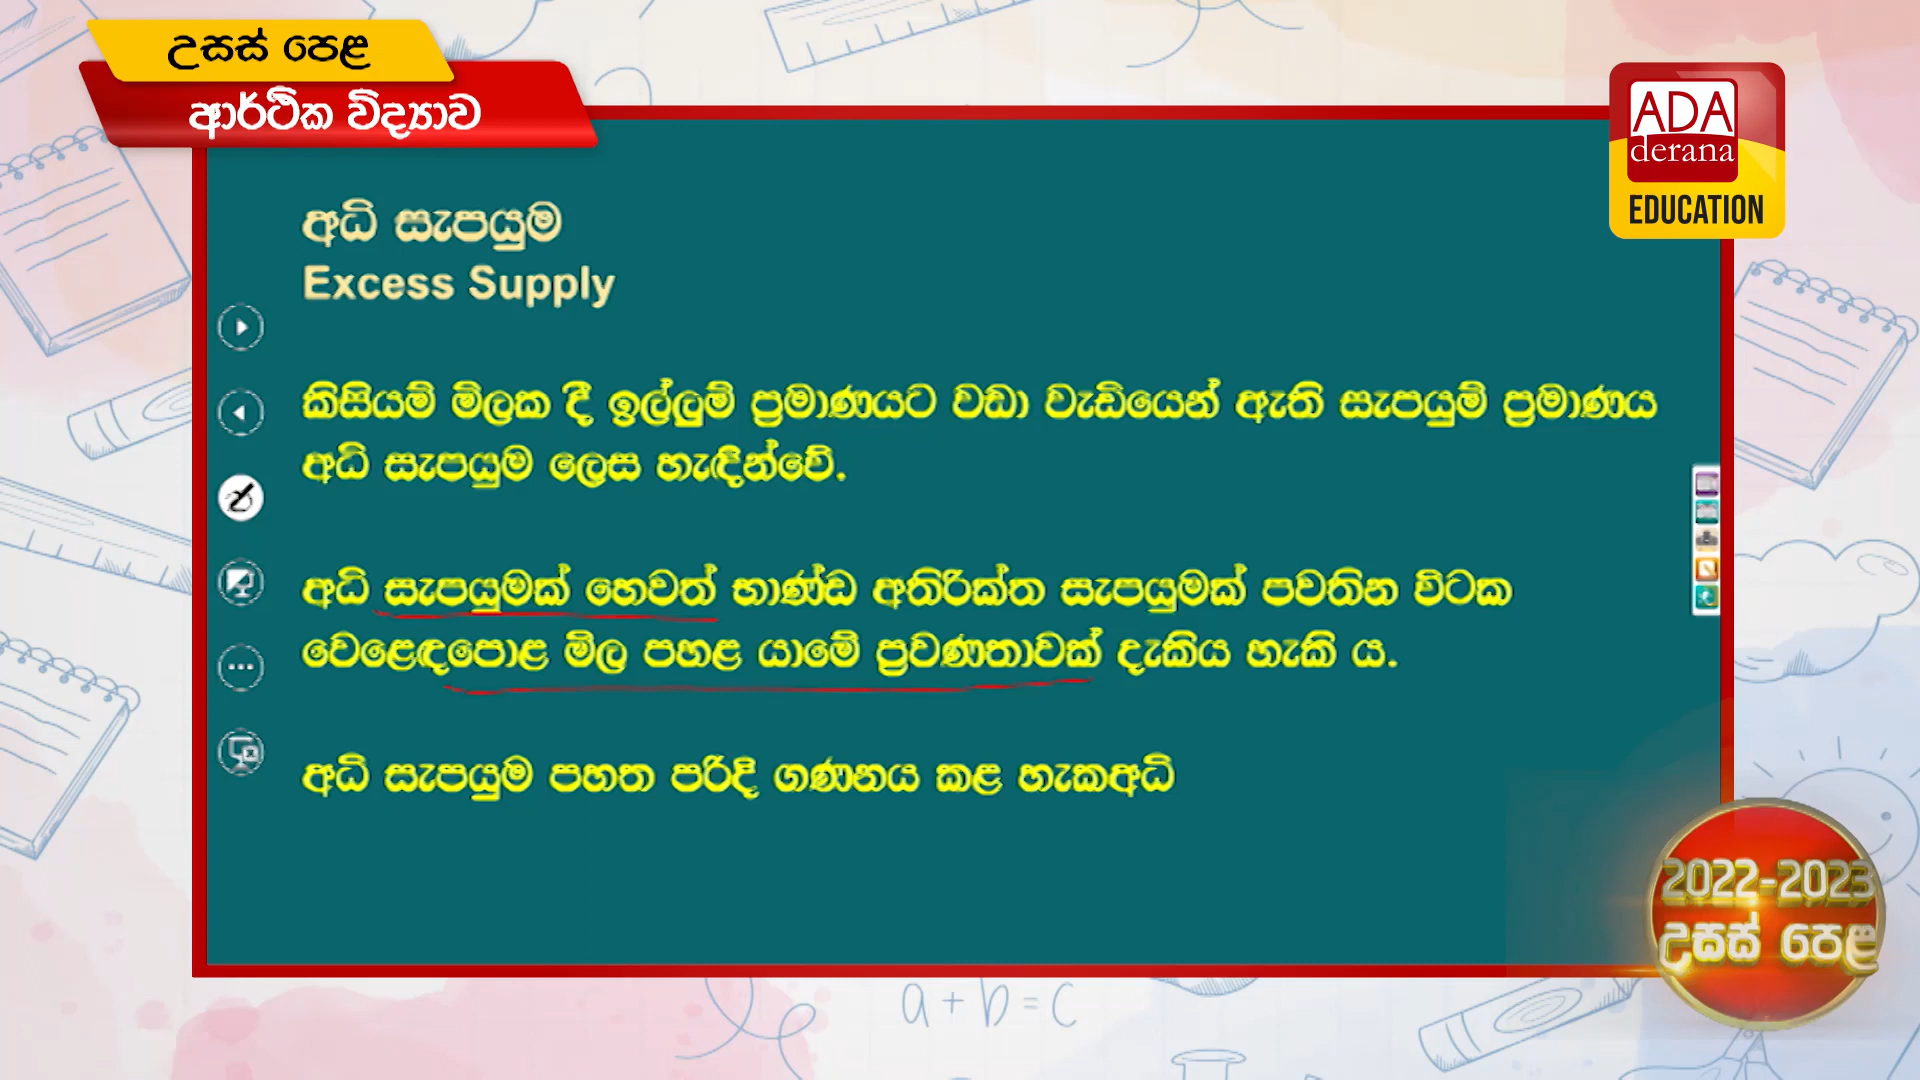 උසස් පෙළ
ආර්ථික විද්‍යාව
ADA
derana
EDUCATION
අධි සැපයුම
Excess Supply
කිසියම් මිලක දී ඉල්ලුම් ප්‍රමාණයට වඩා වැඩියෙන් ඇති සැපයුම් ප්‍රමාණය
අධි සැපයුම ලෙස හැඳින්වේ.
අධි සැපයුමක් හෙවත් භාණ්ඩ අතිරික්ත සැපයුමක් පවතින විටක
වෙළෙඳපොළ මිල පහළ යාමේ ප්‍රවණතාවක් දැකිය හැකි ය.
අධි සැපයුම පහත පරිදි ගණනය කළ හැකඅධි
2022-2023
උසස් පෙළ
a + b = c